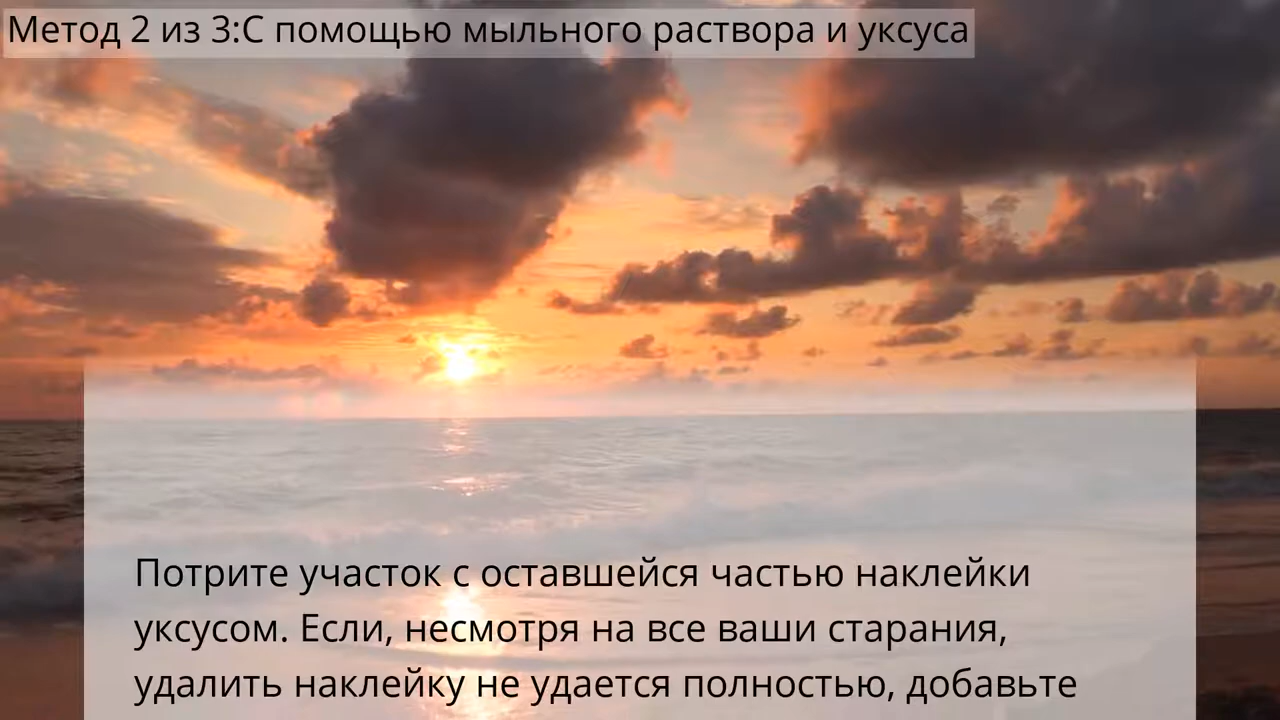 Метод 2 из 3:С помощью мыльного раствора и уксуса
Потрите участок с оставшейся частью наклейки
уксусом. Если, несмотря на все ваши старания,
удалить наклейку не удается полностью, добавьте